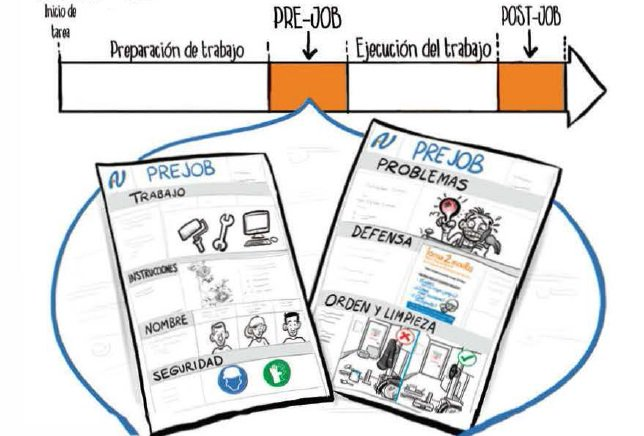 Inicio de
tarea
PRE-JOB
POST-JOB
Preparación de trabajo
Ejecución del trabajo
PREJOB
TRABAJO
INSTRUCCIONES
NOMBRE
SEGURIDAD
PREJOB
PROBLEMAS
DEFENSA
ORDEN Y LIMPIEZA